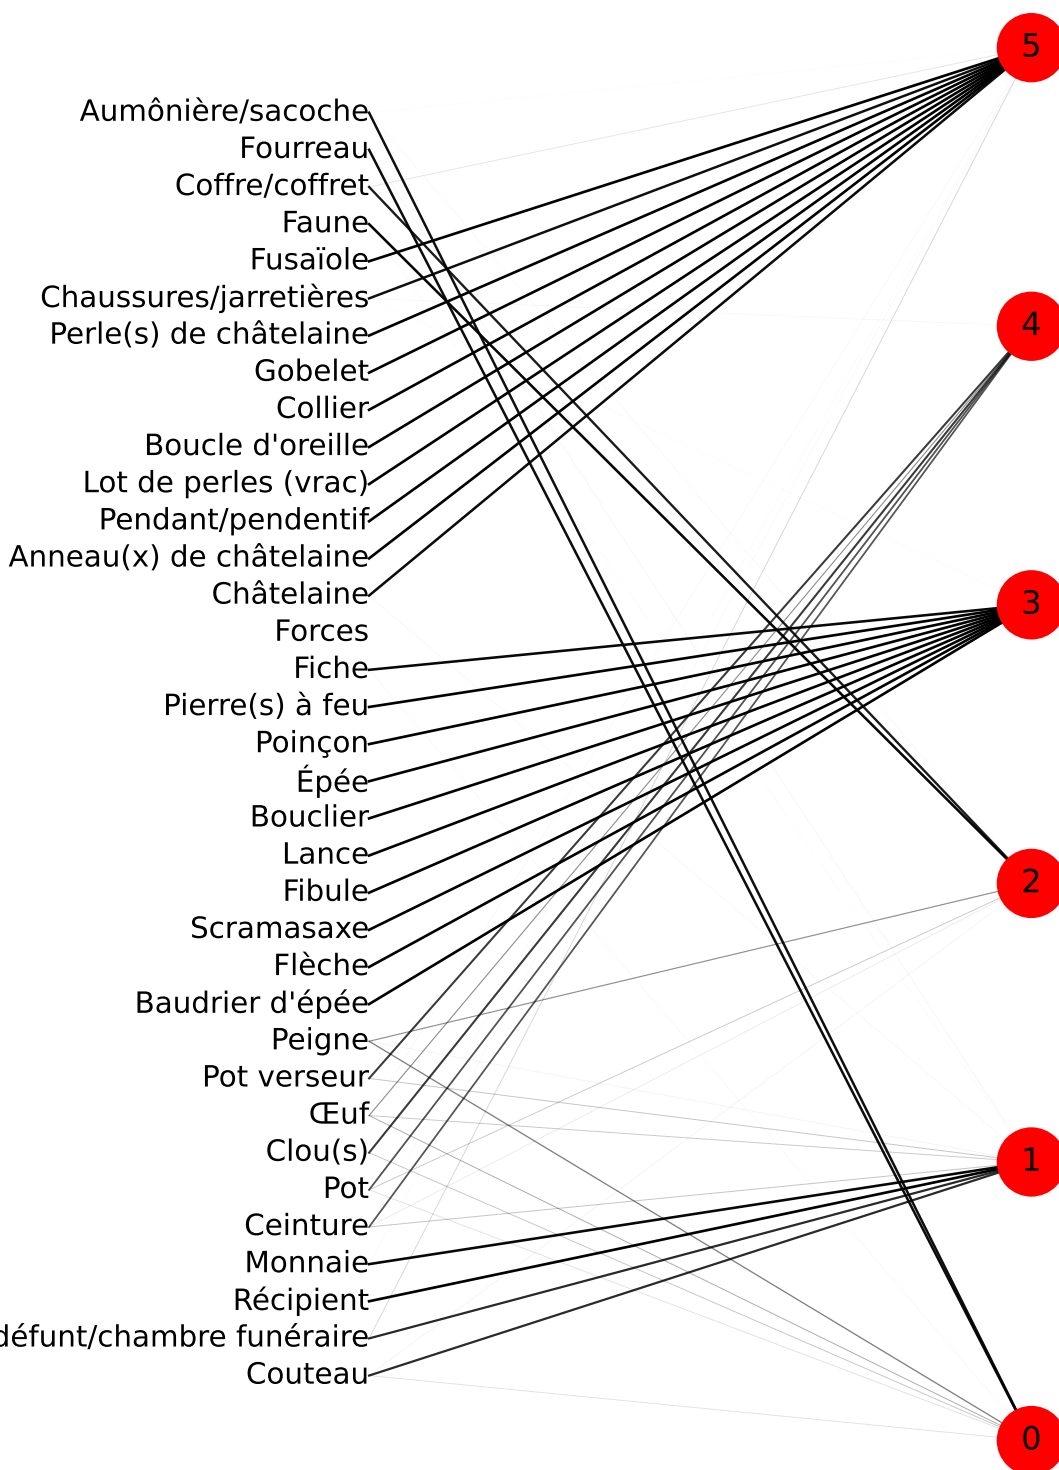 5
Aumônière/sacoche
Fourreau
Coffre/coffret
Faune
Fusaïole
Chaussures/jarretières
4
Perle(s) de châtelaine
Gobelet
Collier
Boucle d'oreille
Lot de perles (vrac)
Pendant/pendentif
Anneau(x) de châtelaine
Châtelaine
3
Forces
Fiche
Pierre(s) à feu
Poinçon
Épée
Bouclier
Lance
2
Fibule
Scramasaxe
Flèche
Baudrier d'épée
Peigne
Pot verseur
Œuf
Clou(s)
1
Pot
Ceinture
Monnaie
Récipient
défunt/chambre funéraire
Couteau
0